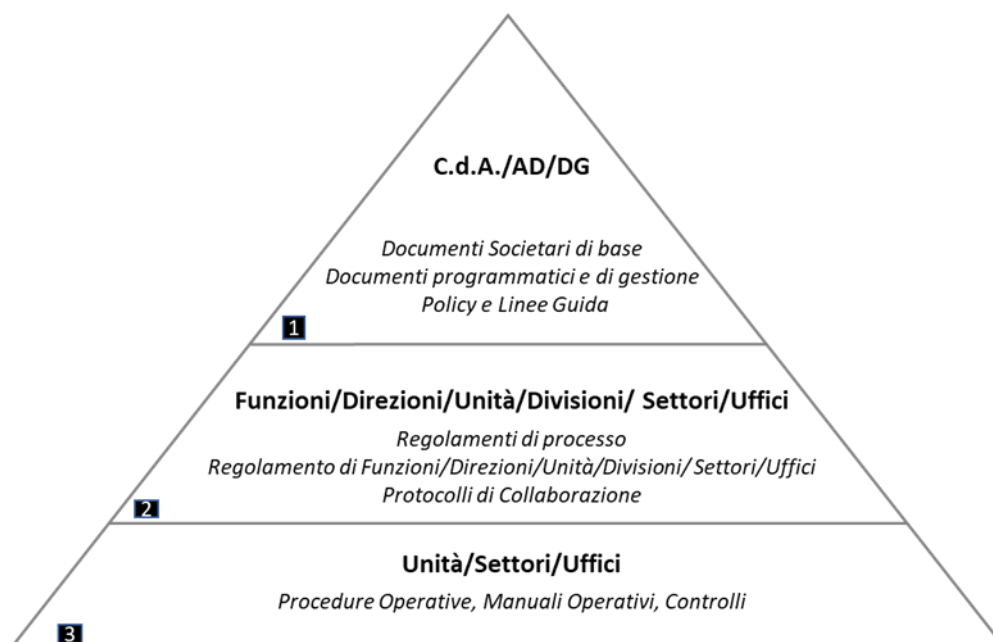 C.d.A./AD/DG
Documenti Societari di base
Documenti programmatici e di gestione
Policy e Linee Guida
1
Funzioni/Direzioni/Unità/Divisioni/ Settori/Uffici
Regolamenti di processo
Regolamento di Funzioni/Direzioni/Unità/Divisioni/ Settori/Uffici
Protocolli di Collaborazione
2
Unità/Settori/Uffici
Procedure Operative, Manuali Operativi, Controlli
3